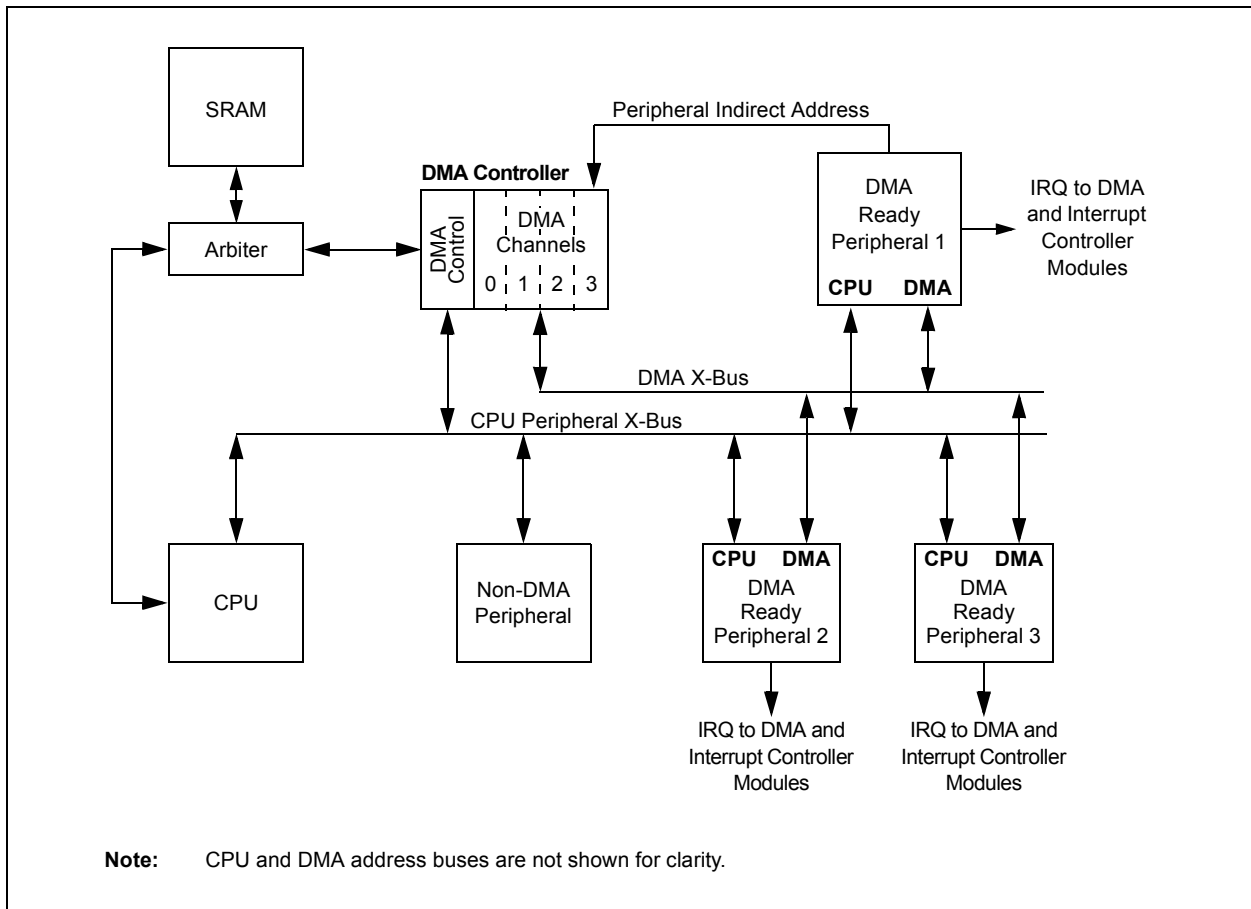 SRAM
Peripheral Indirect Address
DMA Controller
Arbiter
DMA
Control
DMA
Channels
0 1 2 3
DMA
Ready
Peripheral 1
CPU DMA
IRQ to DMA
and Interrupt
Controller
Modules
DMA X-Bus
CPU Peripheral X-Bus
CPU
Non-DMA
Peripheral
CPU DMA
DMA
Ready
Peripheral 2
CPU DMA
DMA
Ready
Peripheral 3
IRQ to DMA and
Interrupt Controller
Modules
IRQ to DMA and
Interrupt Controller
Modules
Note: CPU and DMA address buses are not shown for clarity.